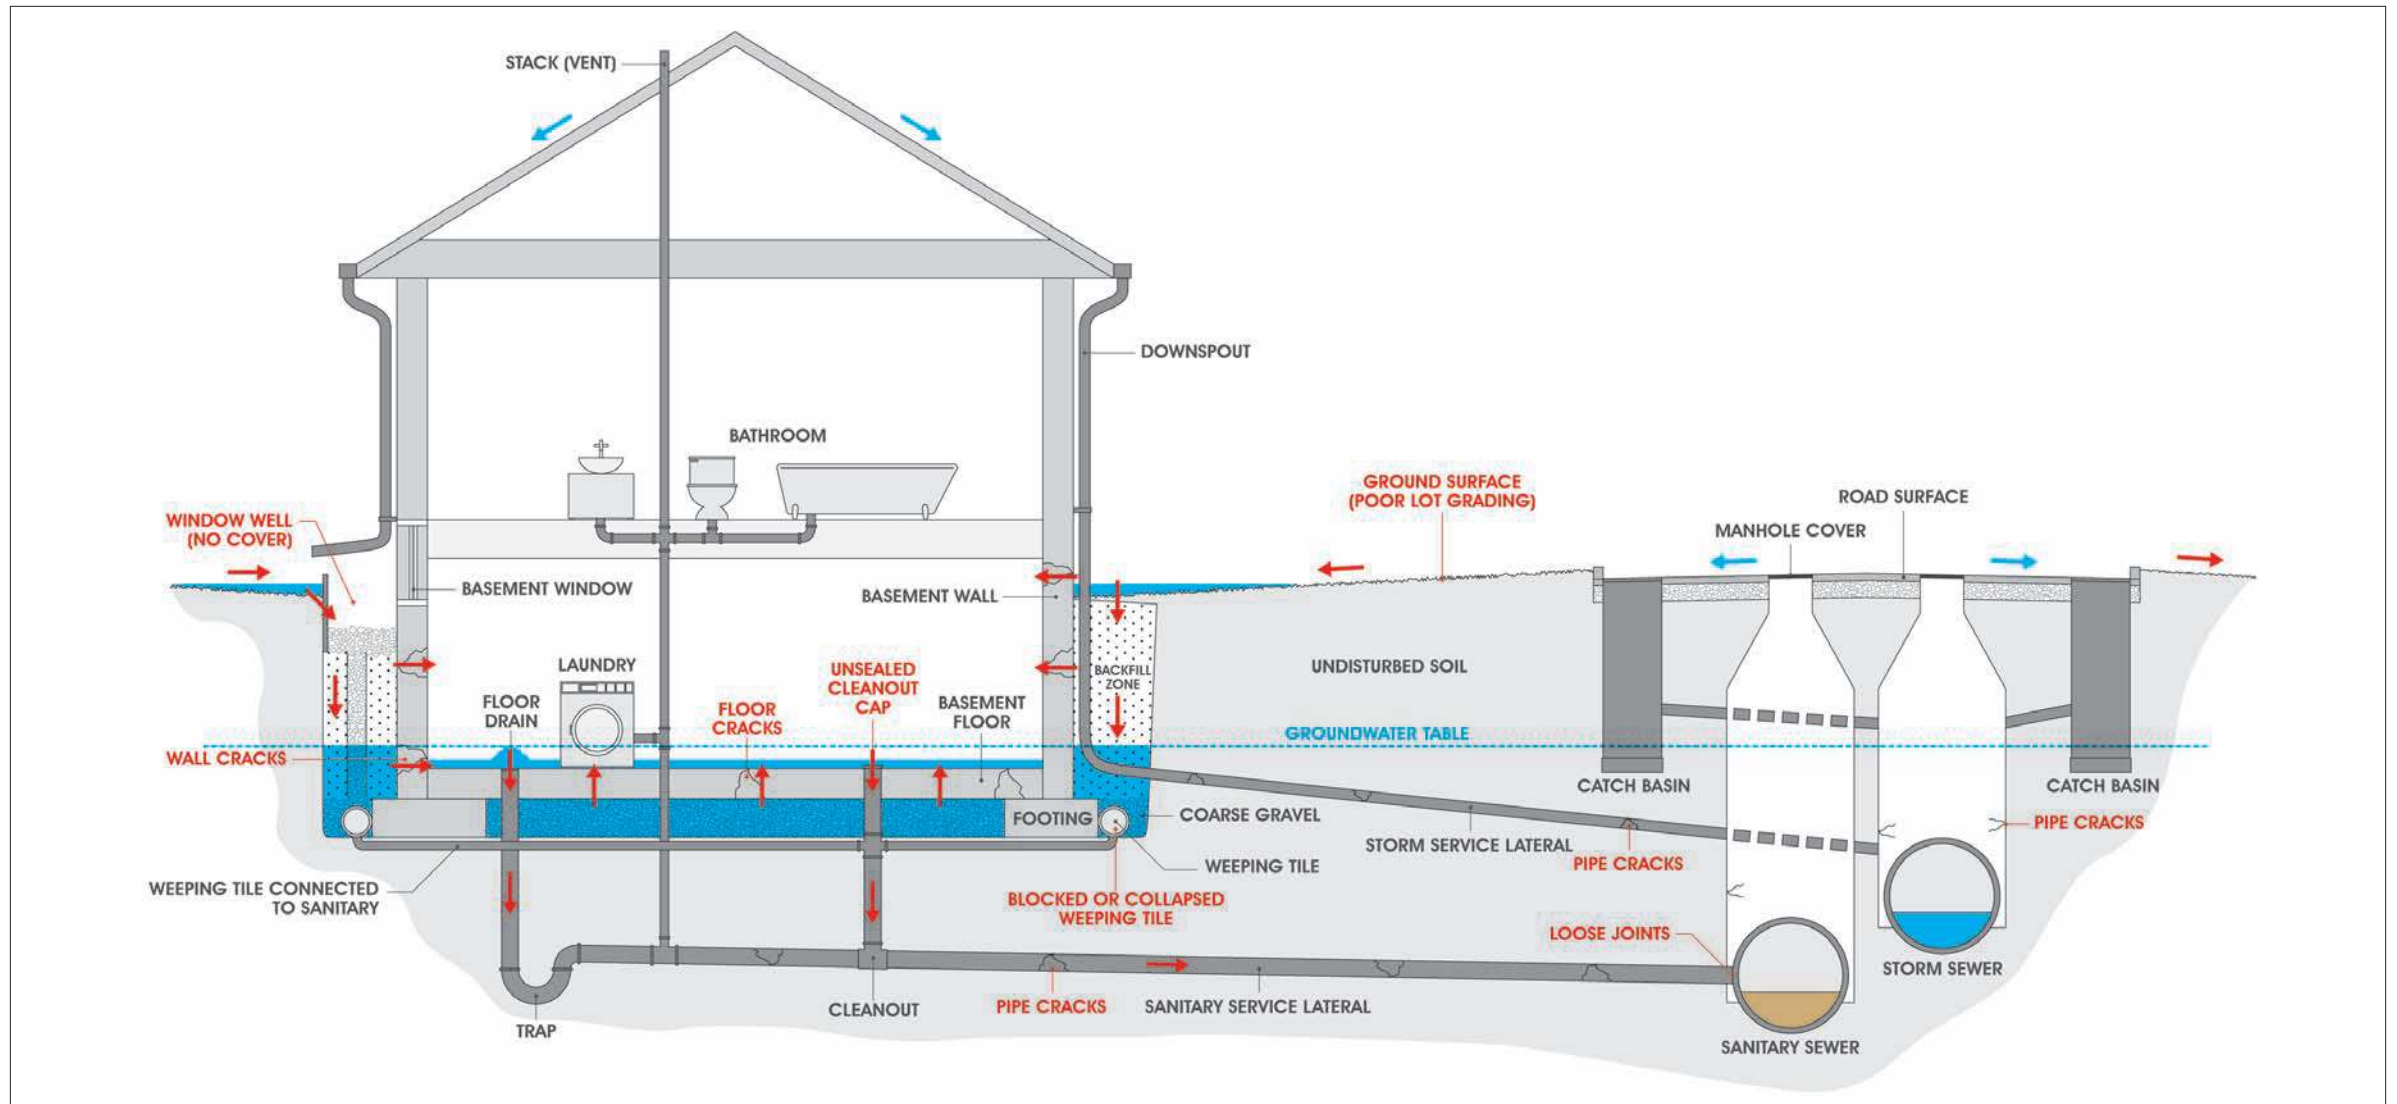 STACK (VENT)
DOWNSPOUT
BATHROOM
GROUND SURFACE
(POOR LOT GRADING)
ROAD SURFACE
MANHOLE COVER
WINDOW WELL
(NO COVER)
BASEMENT WINDOW
BASEMENT WALL
LAUNDRY
UNSEALED
CLEANOUT
CAP
BACKFILL
ZONE
UNDISTURBED SOIL
FLOOR
DRAIN
FLOOR
CRACKS
BASEMENT
FLOOR
GROUNDWATER TABLE
WALL CRACKS
CATCH BASIN
CATCH BASIN
FOOTING
COARSE GRAVEL
STORM SERVICE LATERAL
PIPE CRACKS
PIPE CRACKS
WEEPING TILE
WEEPING TILE CONNECTED
TO SANITARY
BLOCKED OR COLLAPSED
WEEPING TILE
LOOSE JOINTS
STORM SEWER
CLEANOUT
PIPE CRACKS
SANITARY SERVICE LATERAL
TRAP
SANITARY SEWER